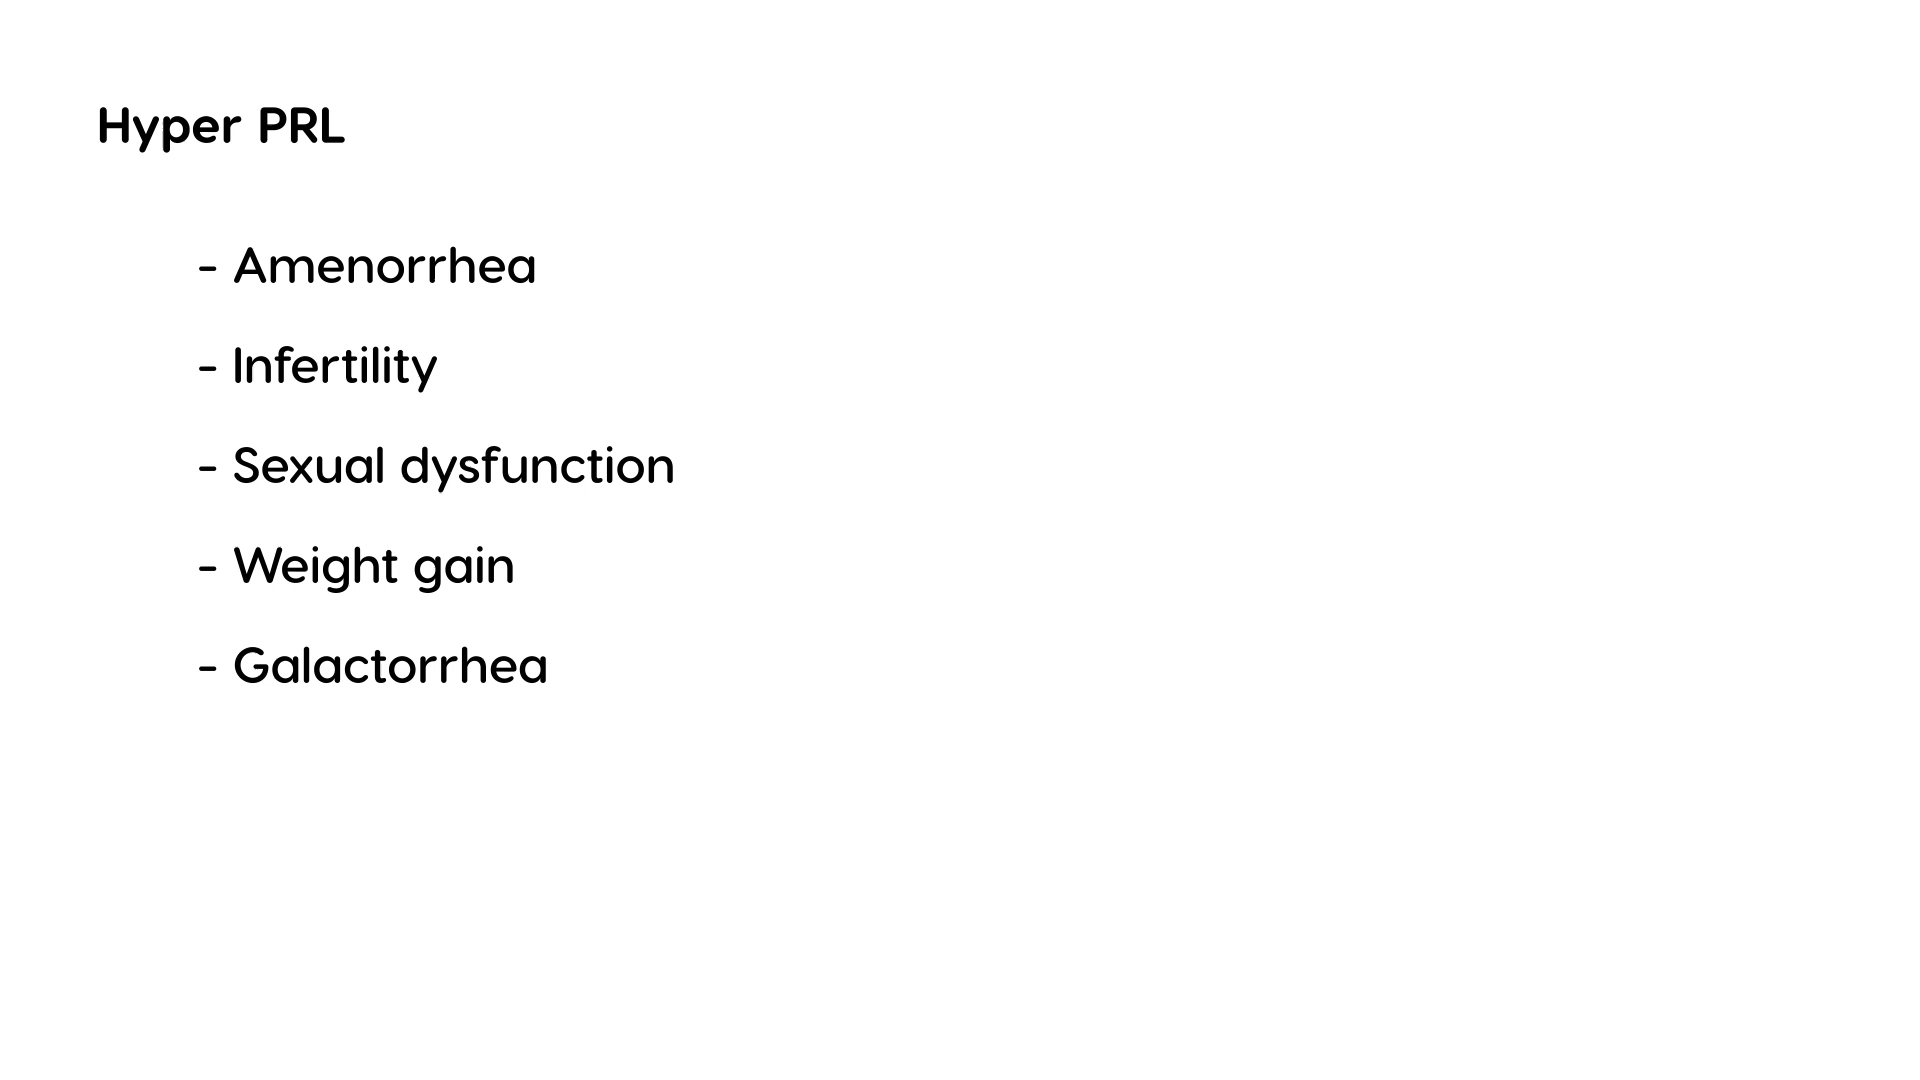 Hyper PRL
- Amenorrhea
- Infertility
- Sexual dysfunction
- Weight gain
- Galactorrhea